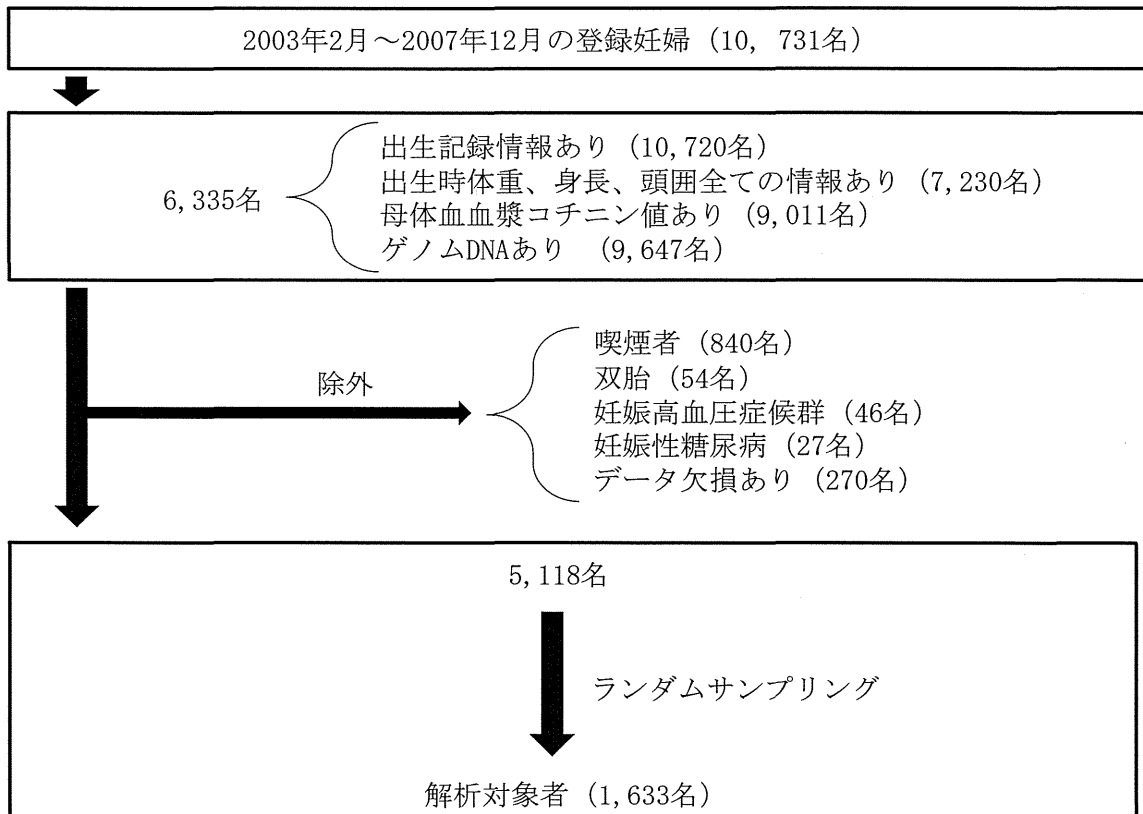 2003年2月～2007年12月の登録妊婦 (10, 731名)
出生記録情報あり (10,720名)
出生時体重、身長、頭囲全ての情報あり (7,230名)
6,335名
母体血血漿コチニン値あり (9,011名)
ゲノムDNAあり (9,647名)
喫煙者 (840名)
双胎 (54名)
除外
妊娠高血圧症候群 (46名)
妊娠性糖尿病 (27名)
データ欠損あり (270名)
5,118名
ランダムサンプリング
解析対象者 (1,633名)